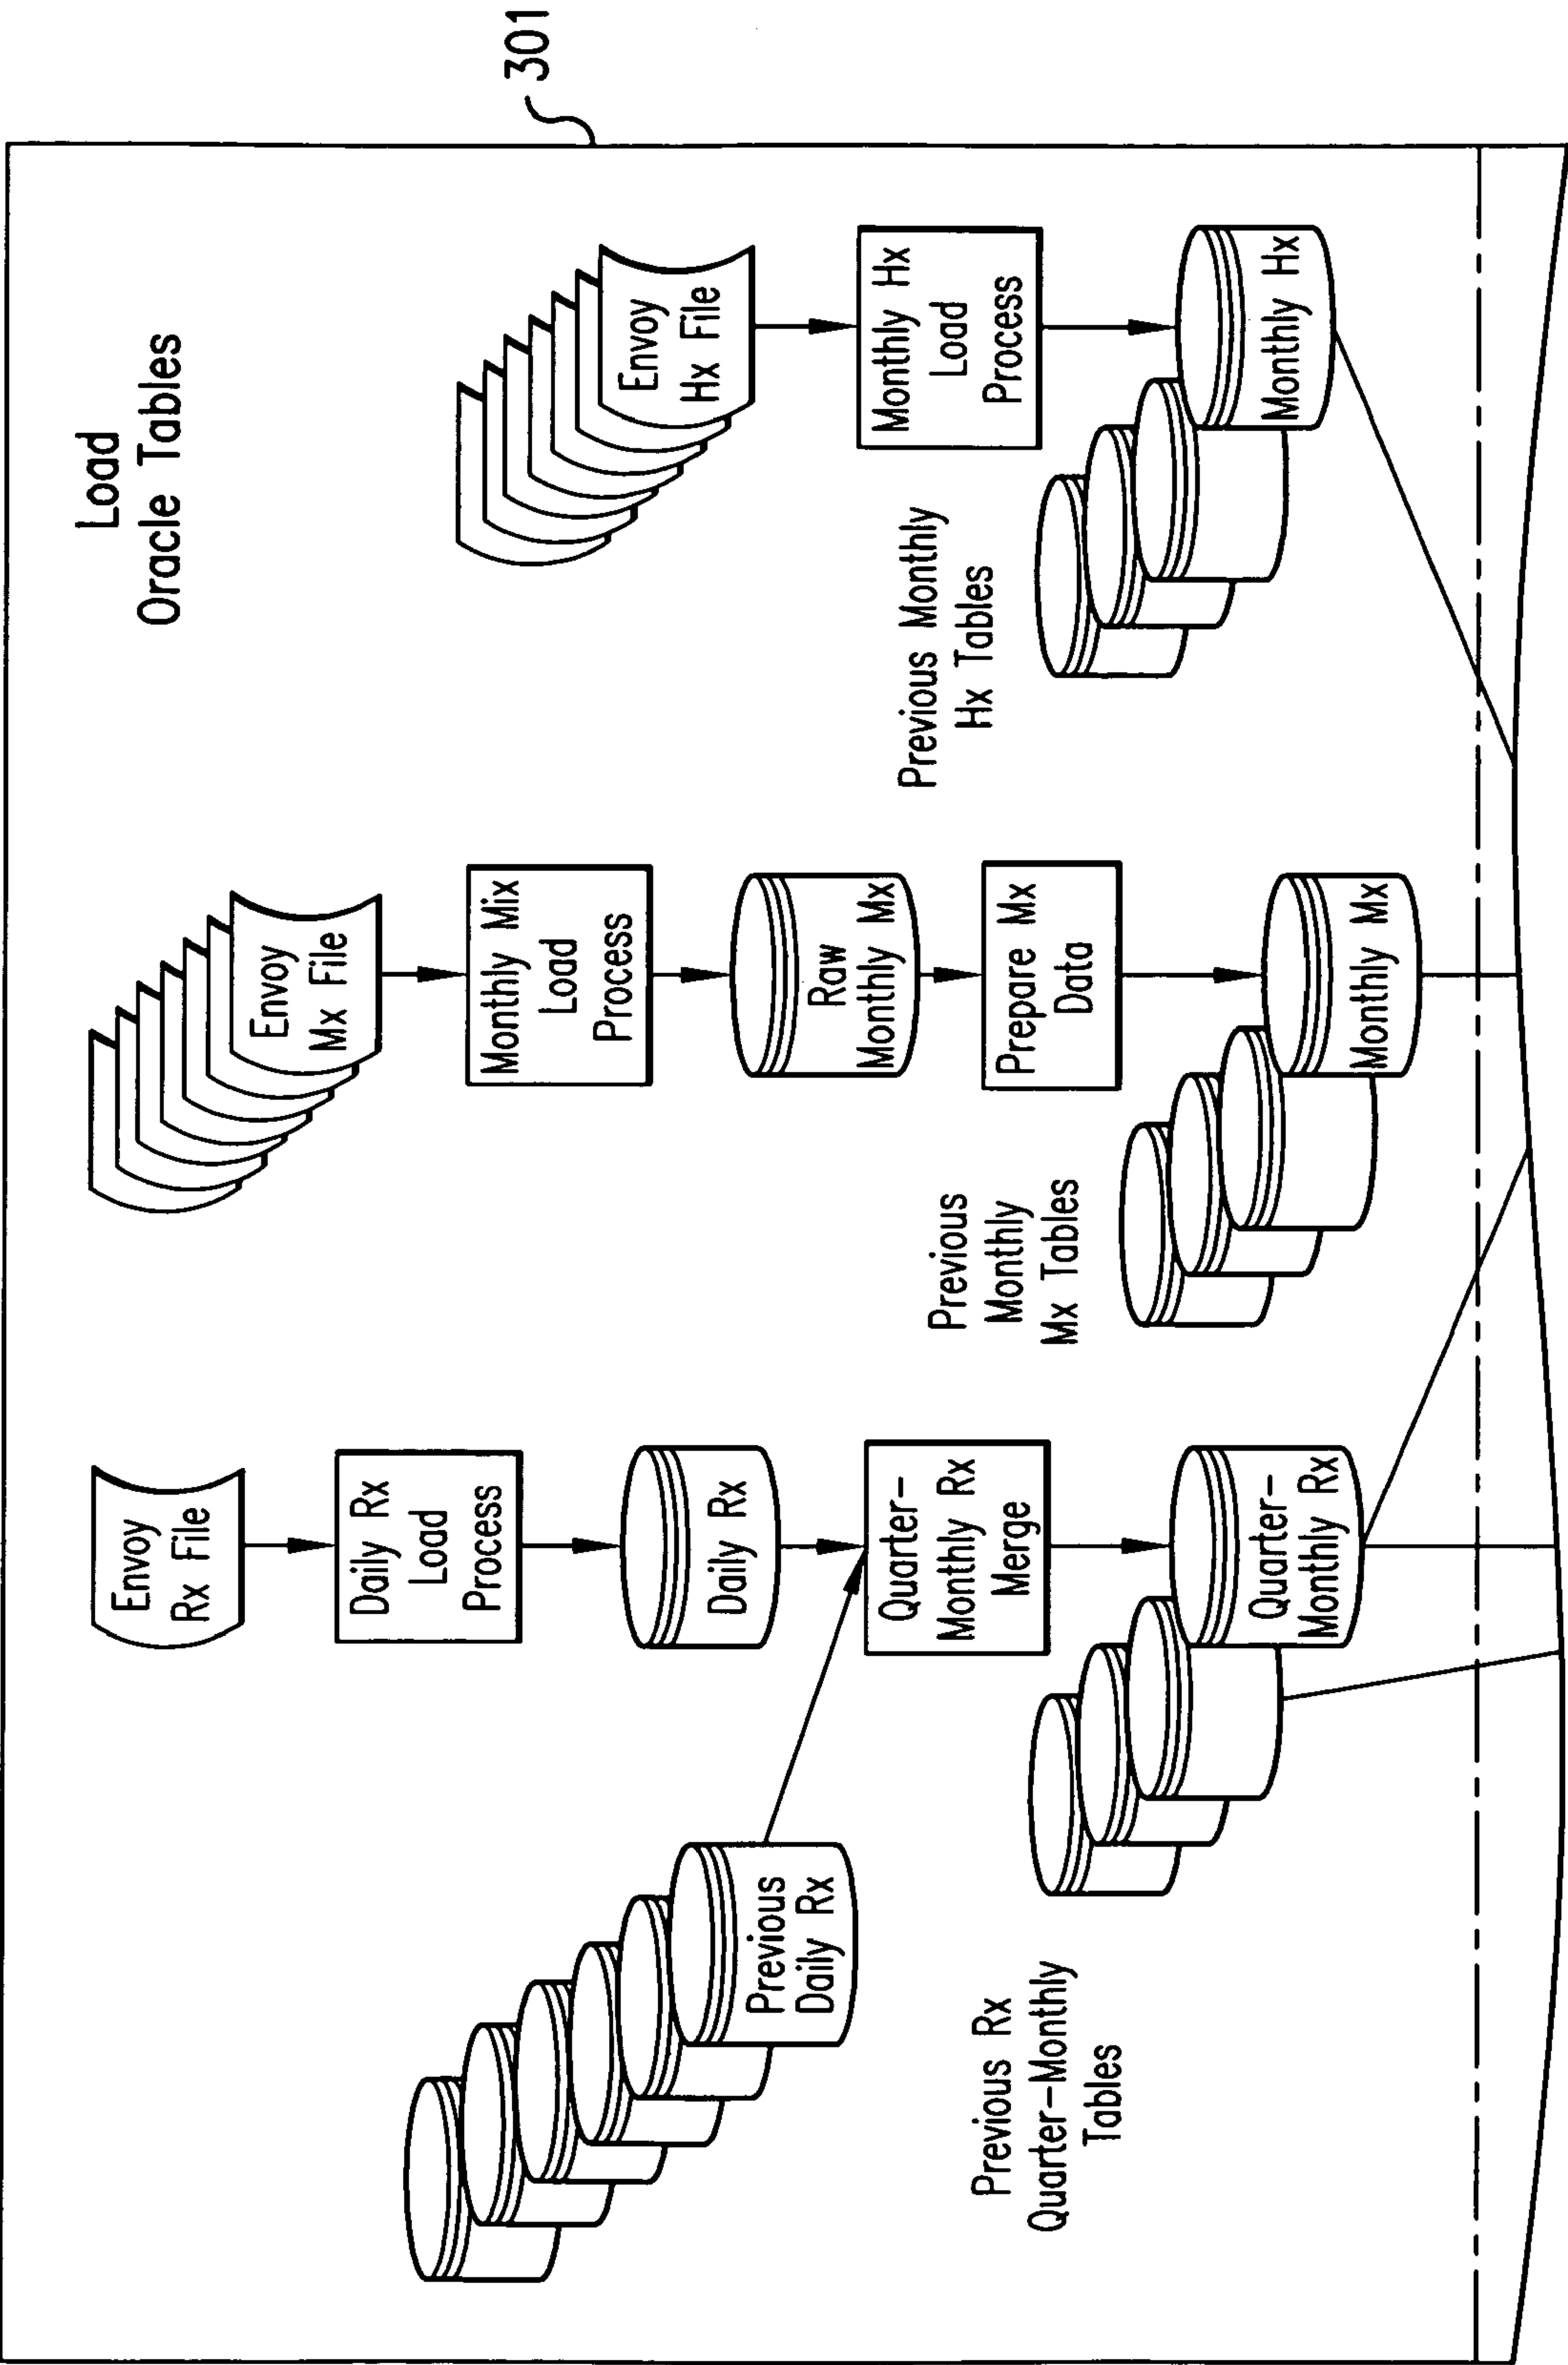 Load
Oracle Tables
301
Envoy
Rx File
Daily Rx
Load
Process
Daily Rx
Previous
Daily Rx
Quarter-
Monthly Rx
Merge
Previous Rx
Quarter-Monthly
Tables
Quarter-
Monthly Rx
Envoy
Mx File
Monthly Mix
Load
Process
Raw
Monthly Mx
Prepare Mx
Data
Previous
Monthly
Mx Tables
Monthly Mx
Envoy
Hx File
Monthly Hx
Load
Process
Previous Monthly
Hx Tables
Monthly Hx